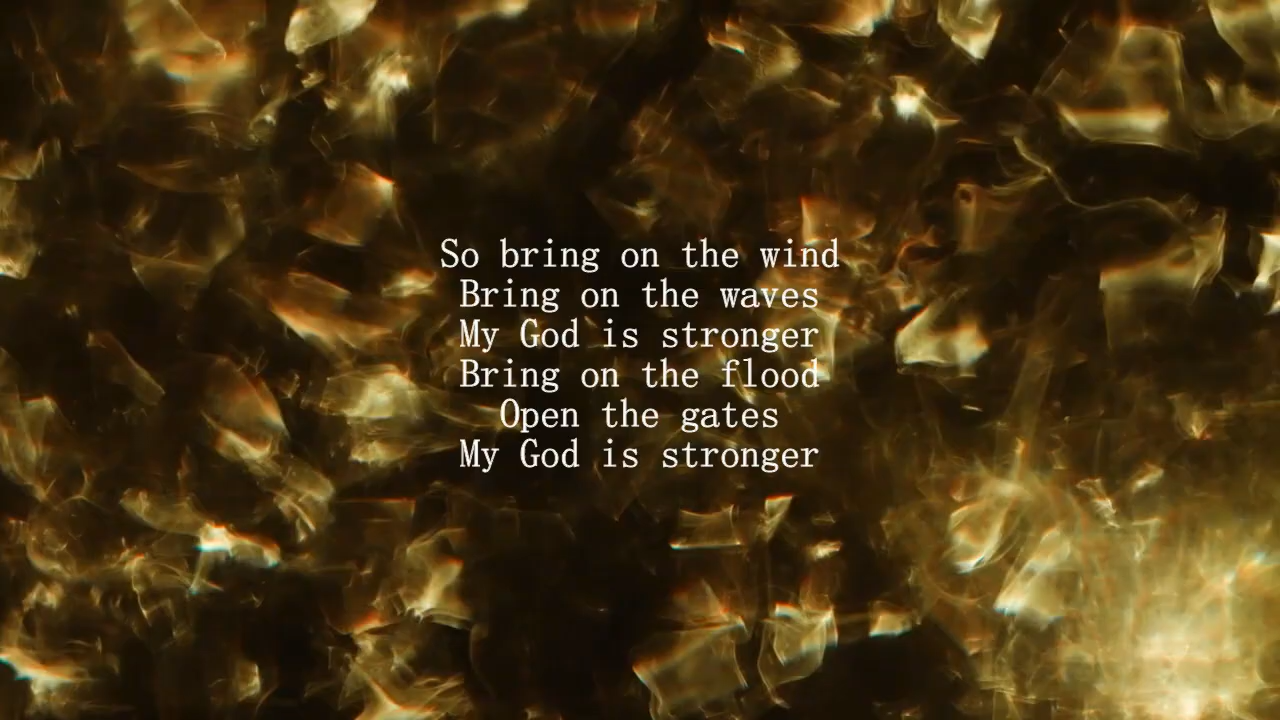 So bring on the wind
Bring on the waves
My God is stronger
Bring on the flood
Open the gates
My God is stronger